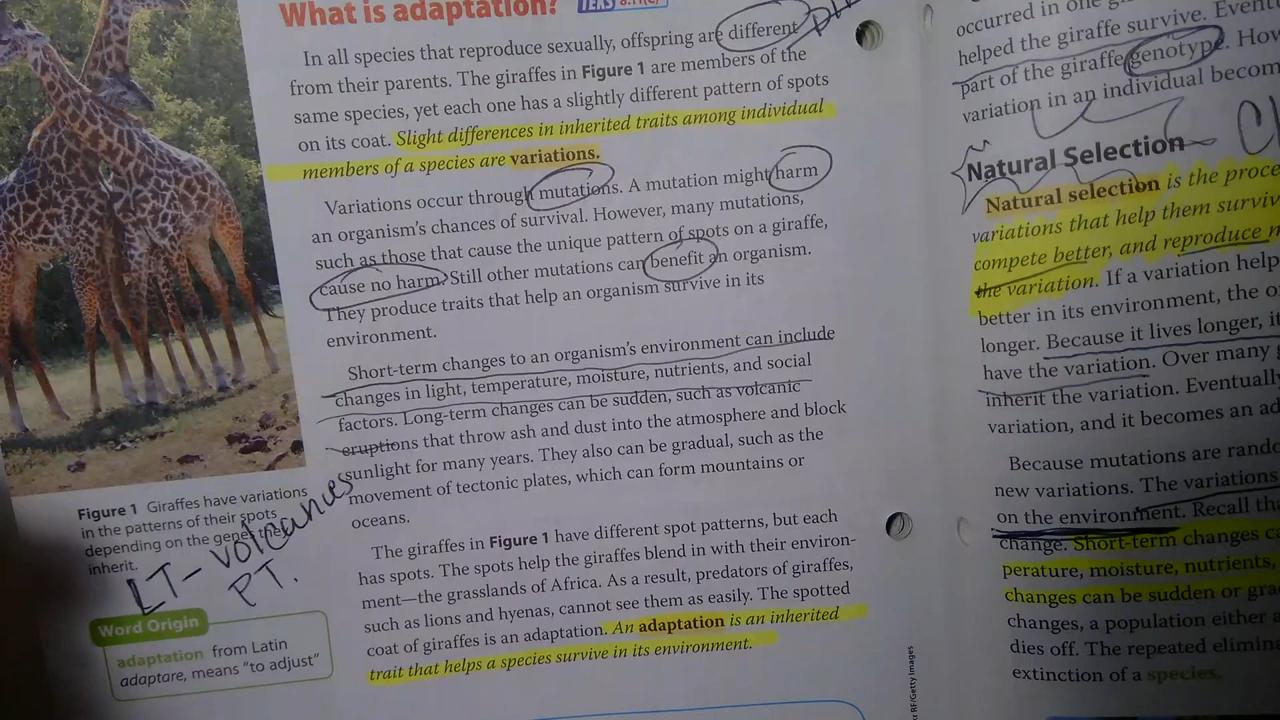 What is adaptation?
In all species that reproduce sexually, offspring are different
from their parents. The giraffes in Figure 1 are members of the
same species, yet each one has a slightly different pattern of spots
on its coat. Slight differences in inherited traits among individual
members of a species are variations.
Variations occur through mutations. A mutation might harm
an organism's chances of survival. However, many mutations,
such as those that cause the unique pattern of spots on a giraffe,
cause no harm. Still other mutations can benefit an organism.
They produce traits that help an organism survive in its
environment.
Short-term changes to an organism's environment can include
changes in light, temperature, moisture, nutrients, and social
factors. Long-term changes can be sudden, such as volcanic
eruptions that throw ash and dust into the atmosphere and block
sunlight for many years. They also can be gradual, such as the
movement of tectonic plates, which can form mountains or
oceans.
The giraffes in Figure 1 have different spot patterns, but each
has spots. The spots help the giraffes blend in with their environ-
ment—the grasslands of Africa. As a result, predators of giraffes,
such as lions and hyenas, cannot see them as easily. The spotted
coat of giraffes is an adaptation. An adaptation is an inherited
trait that helps a species survive in its environment.
Figure 1 Giraffes have variations
in the patterns of their spots
depending on the genes they
inherit.
LT-volcanoes
PT.
Word Origin
adaptation from Latin
adaptare, means "to adjust"
RF/Getty Images
occurred in one
helped the giraffe survive.
part of the giraffe genotype.
variation in an individual
Natural Selection
Natural selection is the
variations that help them
compete better, and reproduce
the variation. If a variation
better in its environment, the
longer. Because it lives longer,
have the variation. Over many
inherit the variation.
variation, and it becomes an
Because mutations are
new variations. The variations
on the environment. Recall
change. Short-term changes
moisture, nutrients,
changes can be sudden or
changes, a population either
dies off. The repeated
extinction of a species.